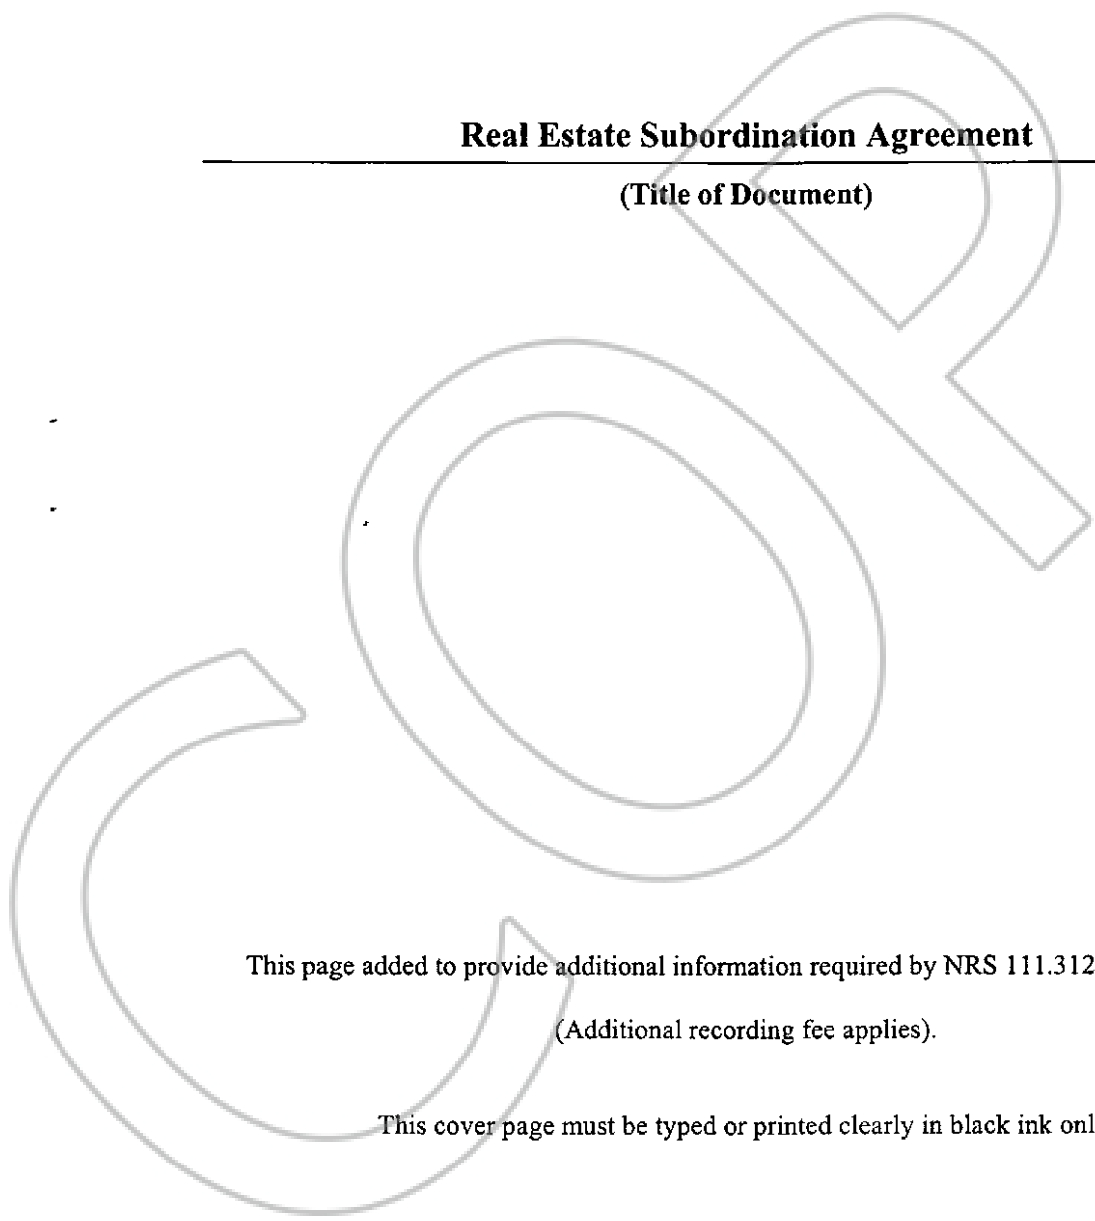 Real Estate Subordination Agreement
(Title of Document)
This page added to provide additional information required by NRS 111.312
(Additional recording fee applies).
This cover page must be typed or printed clearly in black ink onl
COP